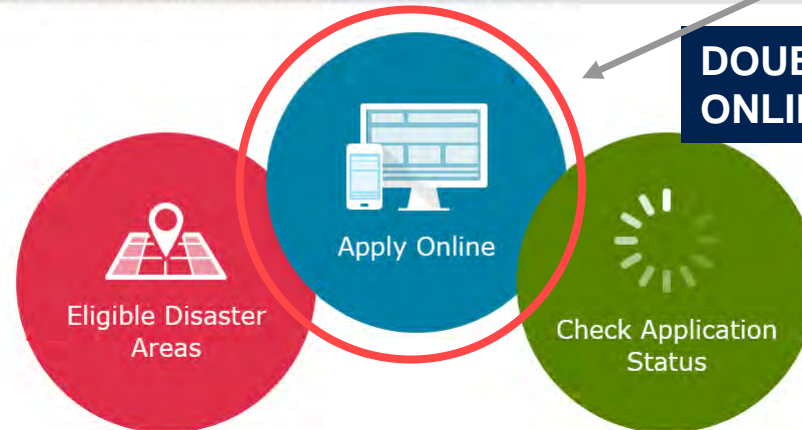 Apply Online
Eligible Disaster
Areas
Check Application
Status